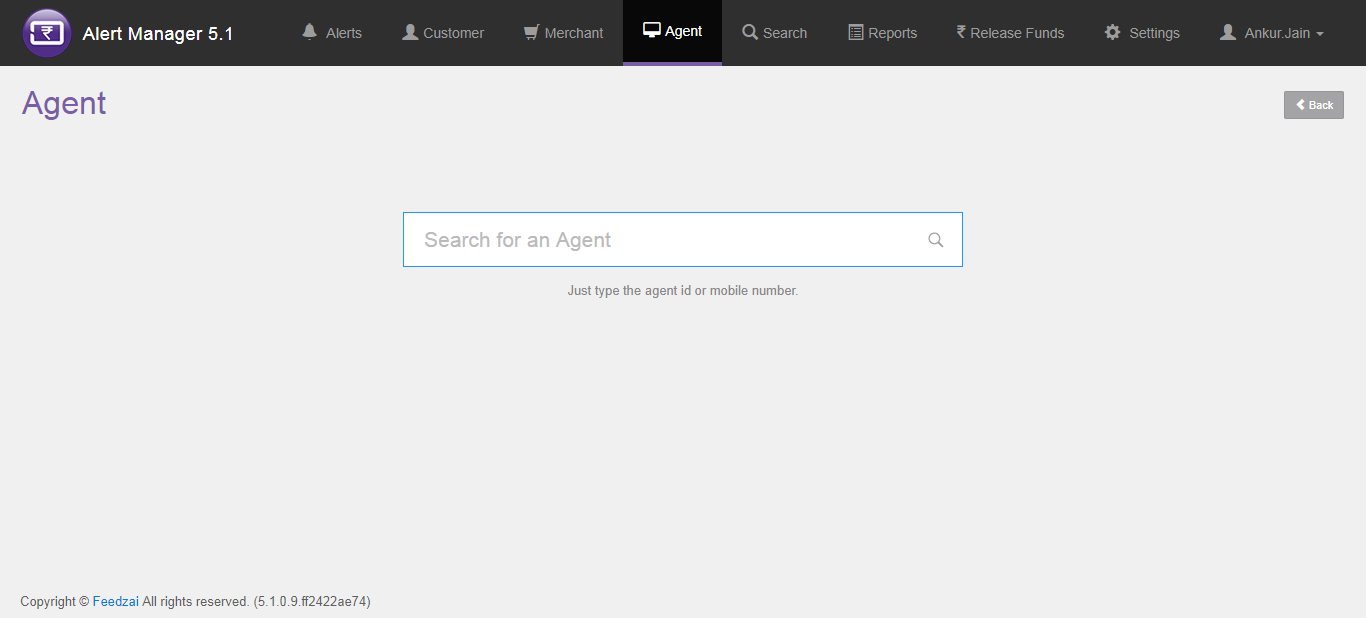 Alert Manager 5.1 Alerts Customer Merchant Agent Search Reports ₹ Release Funds Settings Ankur.Jain
Agent
Back
Search for an Agent
Just type the agent id or mobile number.
Copyright © Feedzai All rights reserved. (5.1.0.9.ff2422ae74)